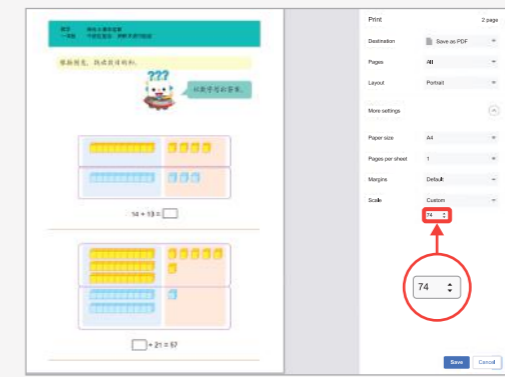 Print
2 page
Destination
Save as PDF
Pages
All
Layout
Portrait
More settings
Paper size
A4
Pages per sheet
1
Margins
Default
Scale
Custom
74
74
Save
Cancel
???
14 + 13 =
+ 21 = 57